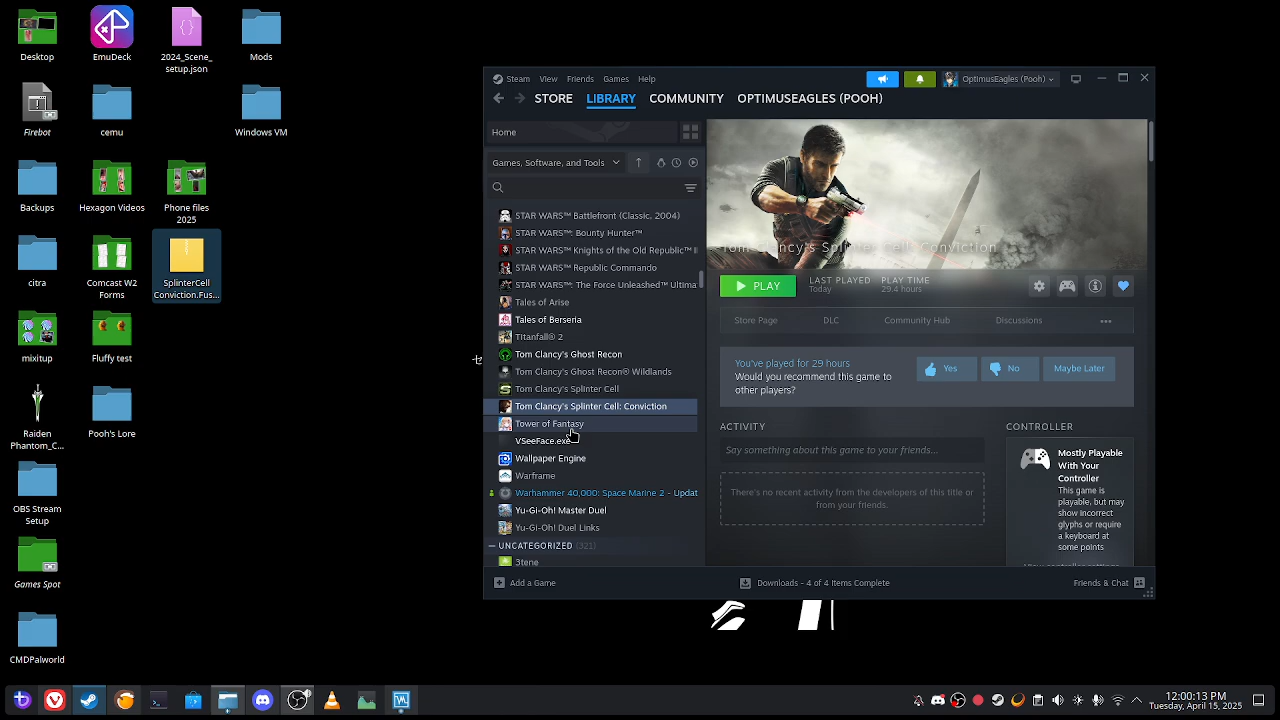 Desktop
EmuDeck
2024_Scene_
setup.json
Mods
Firebot
cemu
Windows VM
Backups
Hexagon Videos
Phone files
2025
citra
Comcast W2
Forms
SplinterCell
Conviction.Fus...
mixitup
Fluffy test
Raiden
Phantom_C...
Pooh's Lore
OBS Stream
Setup
Games Spot
CMDPalworld
Steam View Friends Games Help
OptimusEagles (Pooh)
STORE LIBRARY COMMUNITY OPTIMUSEAGLES (POOH)
Home
Games, Software, and Tools
STAR WARS™ Battlefront (Classic, 2004)
STAR WARS™: Bounty Hunter™
STAR WARS™ Knights of the Old Republic™ I
STAR WARS™ Republic Commando
STAR WARS™: The Force Unleashed™ Ultima
Tales of Arise
Tales of Berseria
Titanfall® 2
Tom Clancy's Ghost Recon
Tom Clancy's Ghost Recon® Wildlands
Tom Clancy's Splinter Cell
Tom Clancy's Splinter Cell: Conviction
Tower of Fantasy
VSeeFace.exe
Wallpaper Engine
Warframe
Warhammer 40,000: Space Marine 2 - Updat
Yu-Gi-Oh! Master Duel
Yu-Gi-Oh! Duel Links
— UNCATEGORIZED (321)
3tene
Tom Clancy's Splinter Cell: Conviction
PLAY
LAST PLAYED
Today
PLAY TIME
29.4 hours
Store Page DLC Community Hub Discussions •••
You've played for 29 hours
Would you recommend this game to
other players?
Yes No Maybe Later
ACTIVITY
Say something about this game to your friends...
There's no recent activity from the developers of this title or
from your friends.
CONTROLLER
Mostly Playable
With Your
Controller
This game is
playable, but may
show incorrect
glyphs or require
a keyboard at
some points
Add a Game
Downloads - 4 of 4 Items Complete
Friends & Chat
12:00:13 PM
Tuesday, April 15, 2025